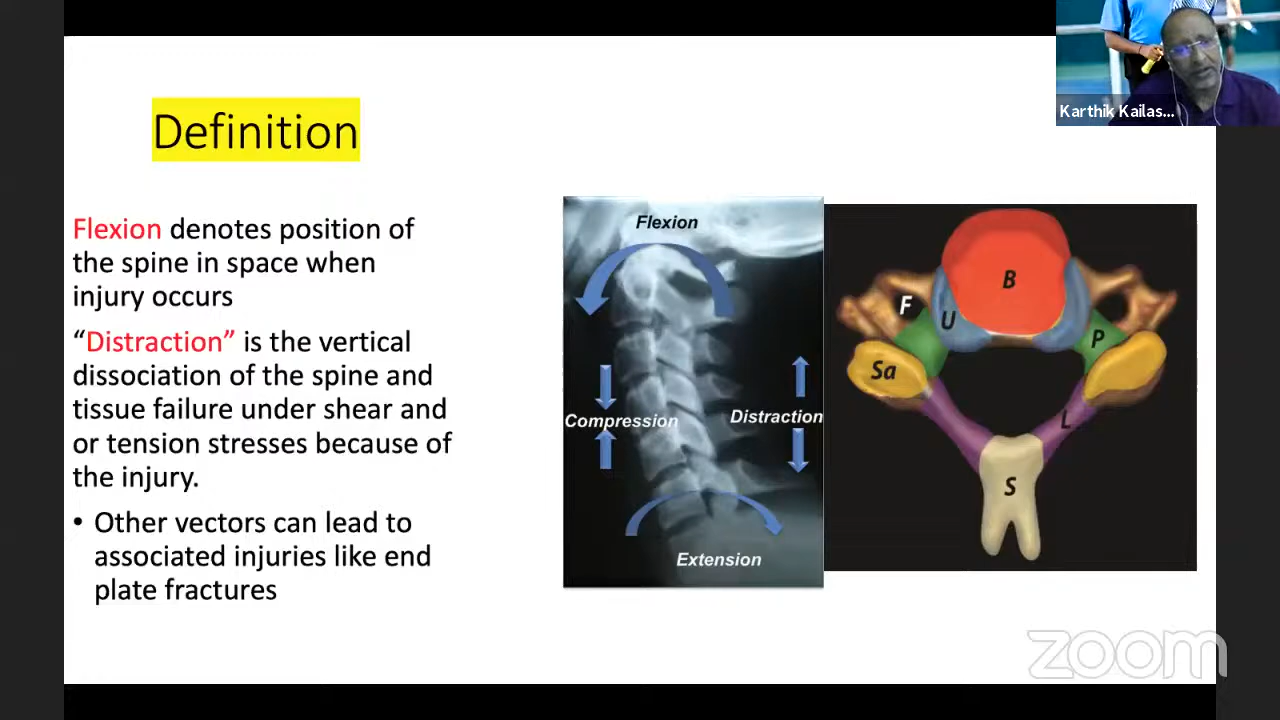 Karthik Kailas...
Definition
Flexion denotes position of
the spine in space when
injury occurs
“Distraction” is the vertical
dissociation of the spine and
tissue failure under shear and
or tension stresses because of
the injury.
• Other vectors can lead to
associated injuries like end
plate fractures
Flexion
Compression
Distraction
Extension
B
F
U
P
Sa
L
S
zoom